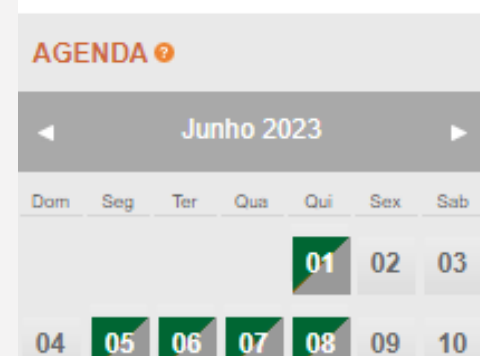 AGENDA ?
Junho 2023
Dom Seg Ter Qua Qui Sex Sab
01 02 03
04 05 06 07 08 09 10